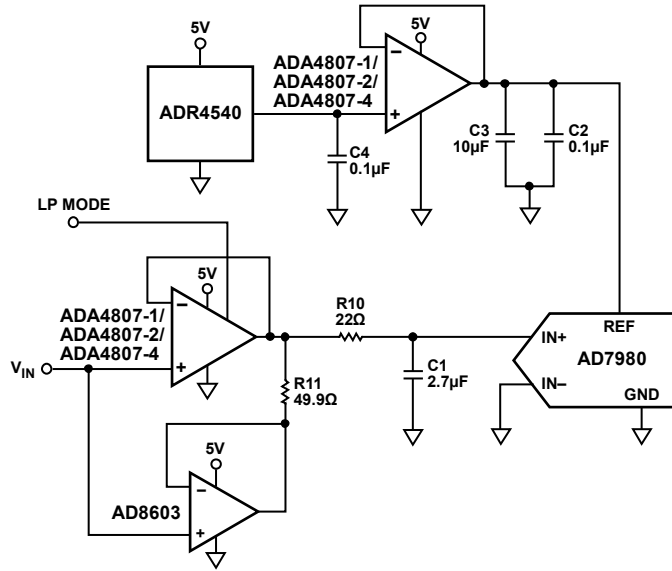 5V
5V
ADA4807-1/
ADA4807-2/
ADA4807-4
−
+
ADR4540
C4
0.1µF
C3
10µF
C2
0.1µF
LP MODE
5V
ADA4807-1/
ADA4807-2/
ADA4807-4
−
+
VIN
R10
22Ω
R11
49.9Ω
C1
2.7µF
REF
IN+
AD7980
IN−
GND
5V
AD8603
−
+